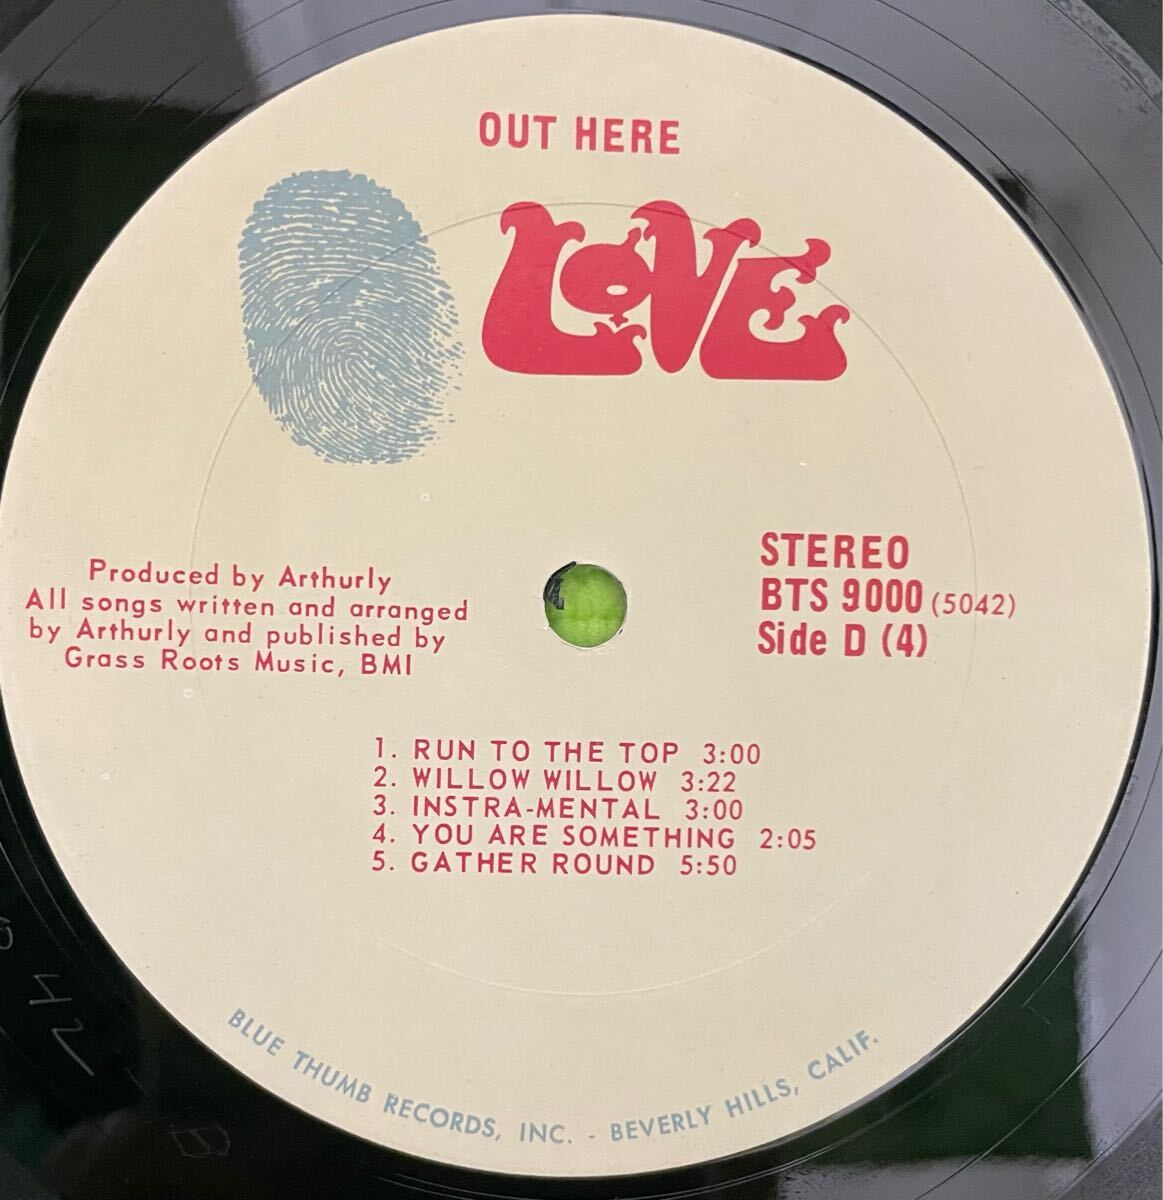 OUT HERE
LOVE
Produced by Arthurly
All songs written and arranged
by Arthurly and published by
Grass Roots Music, BMI
STEREO
BTS 9000 (5042)
Side D (4)
1. RUN TO THE TOP 3:00
2. WILLOW WILLOW 3:22
3. INSTRA-MENTAL 3:00
4. YOU ARE SOMETHING 2:05
5. GATHER ROUND 5:50
BLUE THUMB RECORDS, INC. - BEVERLY HILLS, CALIF.